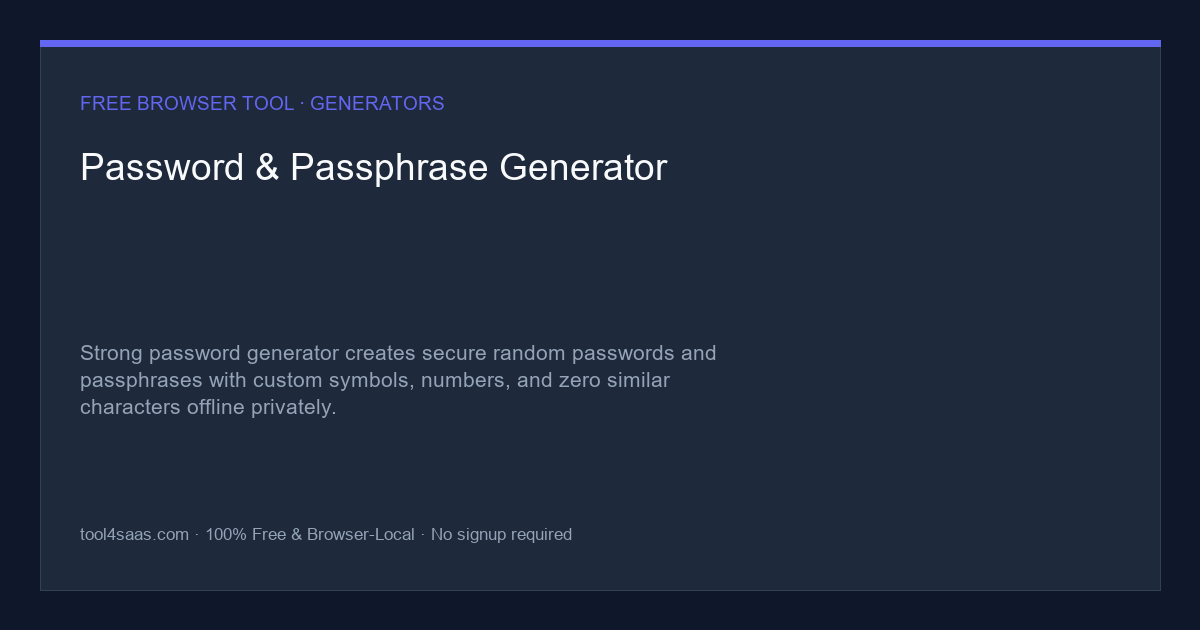 FREE BROWSER TOOL · GENERATORS
Password & Passphrase Generator
Strong password generator creates secure random passwords and
passphrases with custom symbols, numbers, and zero similar
characters offline privately.
tool4saas.com · 100% Free & Browser-Local · No signup required